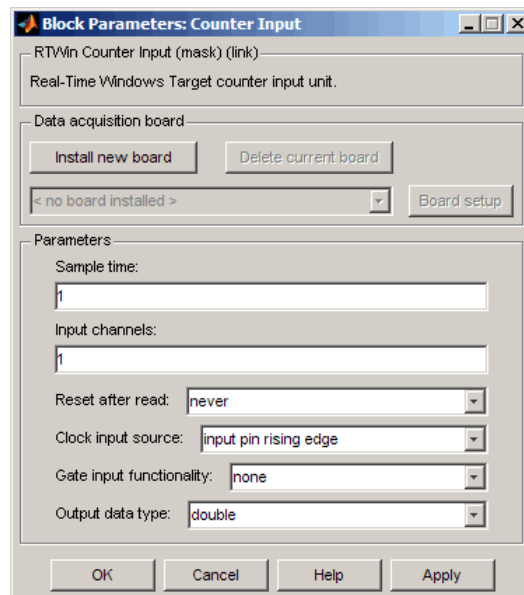 Block Parameters: Counter Input
RTWin Counter Input (mask) (link)
Real-Time Windows Target counter input unit.
Data acquisition board
Install new board Delete current board
< no board installed > Board setup
Parameters
Sample time:
1
Input channels:
1
Reset after read: never
Clock input source: input pin rising edge
Gate input functionality: none
Output data type: double
OK Cancel Help Apply